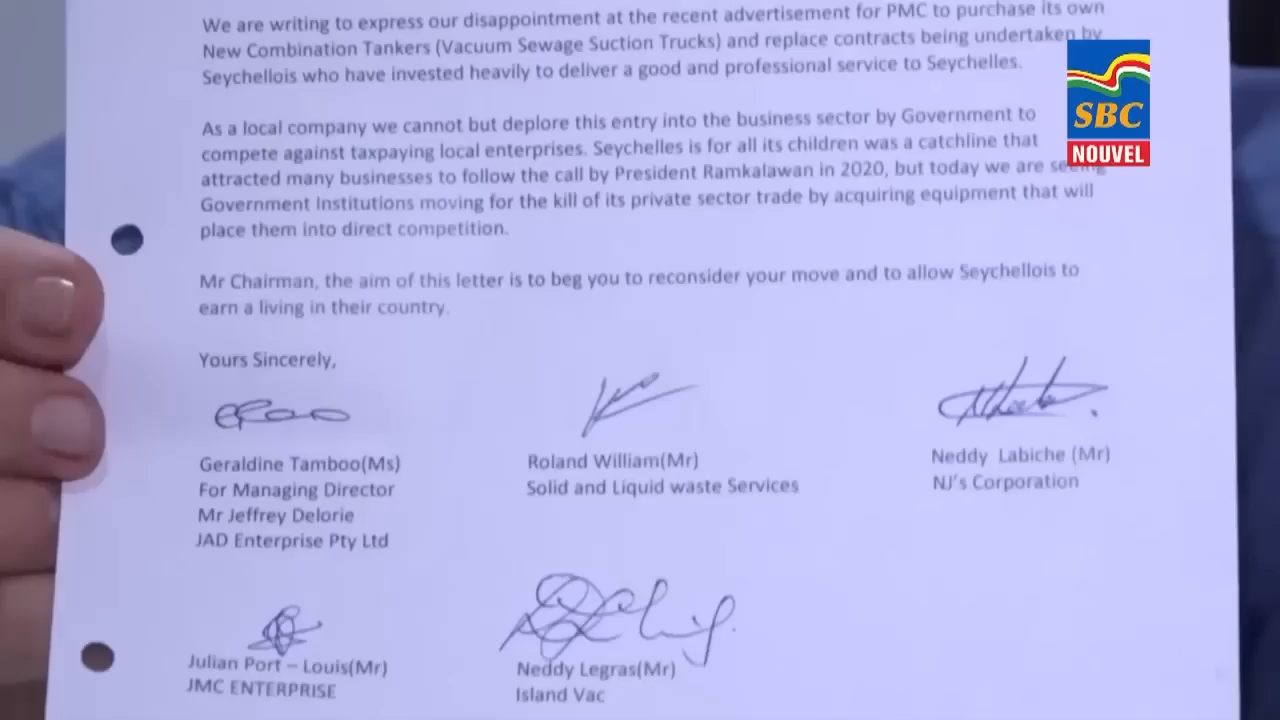 We are writing to express our disappointment at the recent advertisement for PMC to purchase its own
New Combination Tankers (Vacuum Sewage Suction Trucks) and replace contracts being undertaken by
Seychellois who have invested heavily to deliver a good and professional service to Seychelles.
As a local company we cannot but deplore this entry into the business sector by Government to
compete against taxpaying local enterprises. Seychelles is for all its children was a catchline that
attracted many businesses to follow the call by President Ramkalawan in 2020, but today we are seeing
Government Institutions moving for the kill of its private sector trade by acquiring equipment that will
place them into direct competition.
Mr Chairman, the aim of this letter is to beg you to reconsider your move and to allow Seychellois to
earn a living in their country.
Yours Sincerely,
Geraldine Tamboo(Ms)
For Managing Director
Mr Jeffrey Delorie
JAD Enterprise Pty Ltd
Roland William(Mr)
Solid and Liquid waste Services
Neddy Labiche (Mr)
NJ's Corporation
Julian Port – Louis(Mr)
JMC ENTERPRISE
Neddy Legras(Mr)
Island Vac
SBC
NOUVEL